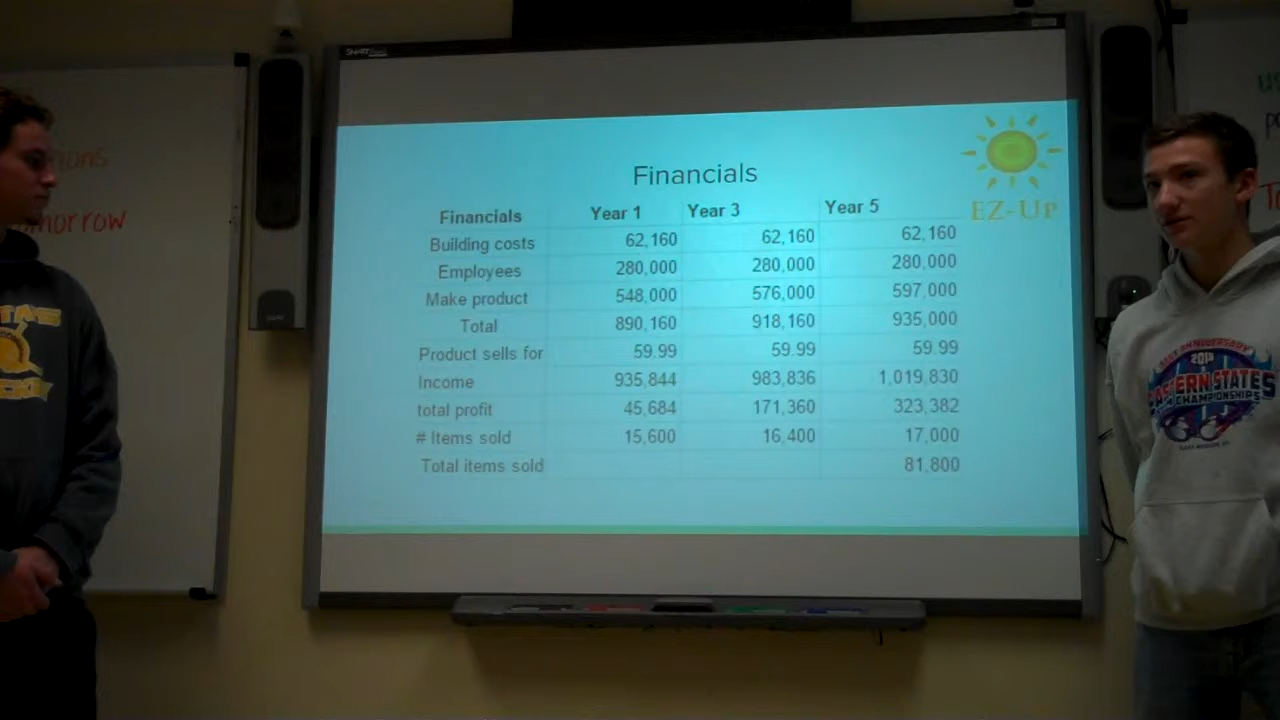 SMART
Financials
EZ-UP
Financials Year 1 Year 3 Year 5
Building costs 62,160 62,160 62,160
Employees 280,000 280,000 280,000
Make product 548,000 576,000 597,000
Total 890,160 918,160 935,000
Product sells for 59.99 59.99 59.99
Income 935,844 983,836 1,019,830
total profit 45,684 171,360 323,382
# Items sold 15,600 16,400 17,000
Total items sold 81,800
ANNIVERSARY
EASTERN STATES
CHAMPIONSHIPS